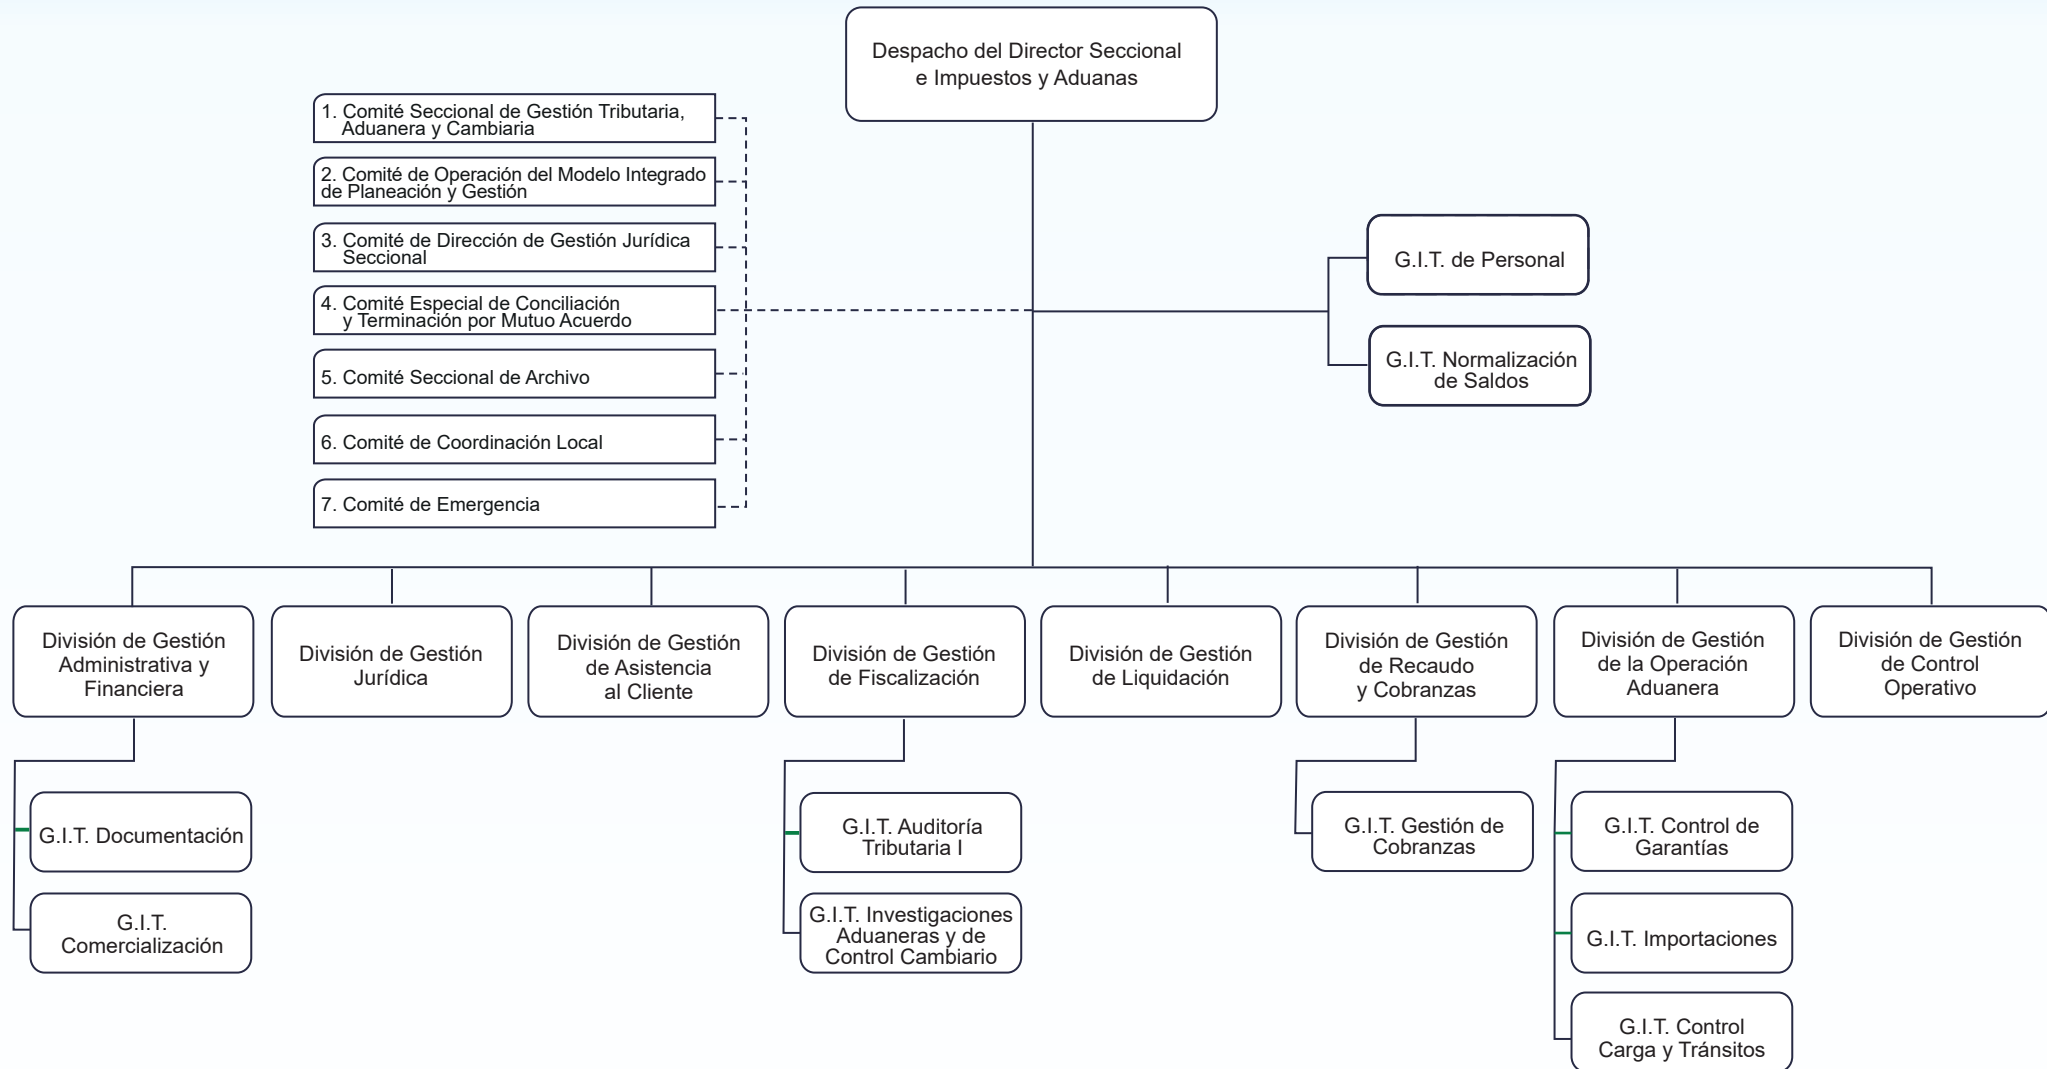 Despacho del Director Seccional
e Impuestos y Aduanas
1. Comité Seccional de Gestión Tributaria,
Aduanera y Cambiaria
2. Comité de Operación del Modelo Integrado
de Planeación y Gestión
3. Comité de Dirección de Gestión Jurídica
Seccional
4. Comité Especial de Conciliación
y Terminación por Mutuo Acuerdo
5. Comité Seccional de Archivo
6. Comité de Coordinación Local
7. Comité de Emergencia
G.I.T. de Personal
G.I.T. Normalización
de Saldos
División de Gestión
Administrativa y
Financiera
División de Gestión
Jurídica
División de Gestión
de Asistencia
al Cliente
División de Gestión
de Fiscalización
División de Gestión
de Liquidación
División de Gestión
de Recaudo
y Cobranzas
División de Gestión
de la Operación
Aduanera
División de Gestión
de Control
Operativo
G.I.T. Documentación
G.I.T.
Comercialización
G.I.T. Auditoría
Tributaria I
G.I.T. Investigaciones
Aduaneras y de
Control Cambiario
G.I.T. Gestión de
Cobranzas
G.I.T. Control de
Garantías
G.I.T. Importaciones
G.I.T. Control
Carga y Tránsitos